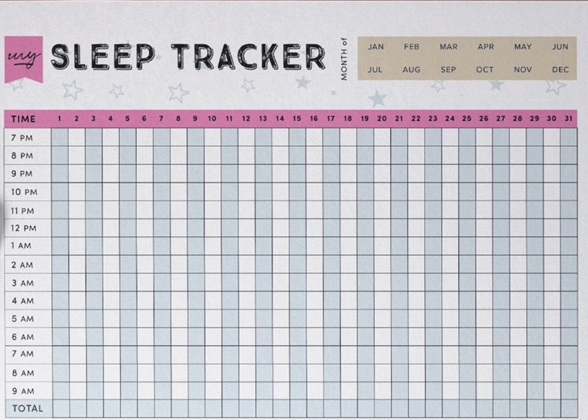 my SLEEP TRACKER
MONTH of
JAN FEB MAR APR MAY JUN
JUL AUG SEP OCT NOV DEC
TIME 1 2 3 4 5 6 7 8 9 10 11 12 13 14 15 16 17 18 19 20 21 22 23 24 25 26 27 28 29 30 31
7 PM
8 PM
9 PM
10 PM
11 PM
12 PM
1 AM
2 AM
3 AM
4 AM
5 AM
6 AM
7 AM
8 AM
9 AM
TOTAL